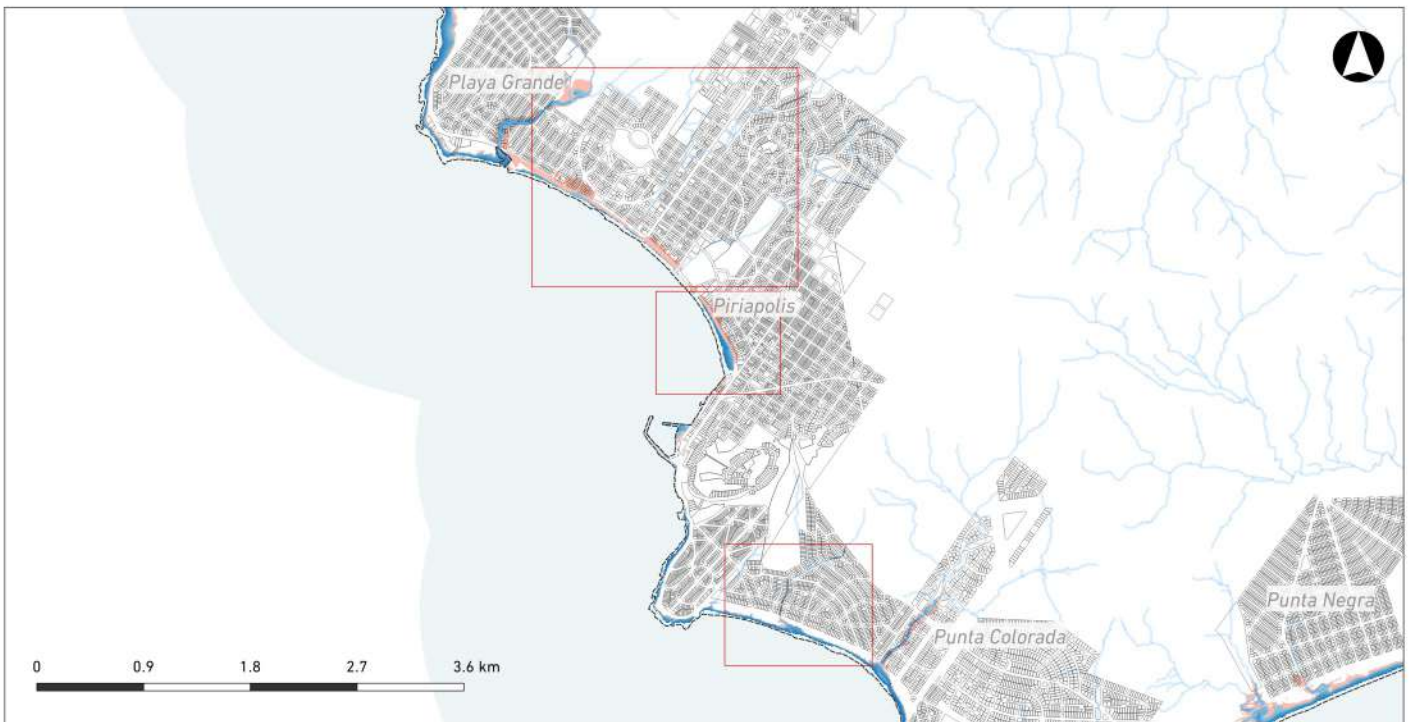 Playa Grande
Piriapolis
Punta Negra
Punta Colorada
0 0.9 1.8 2.7 3.6 km